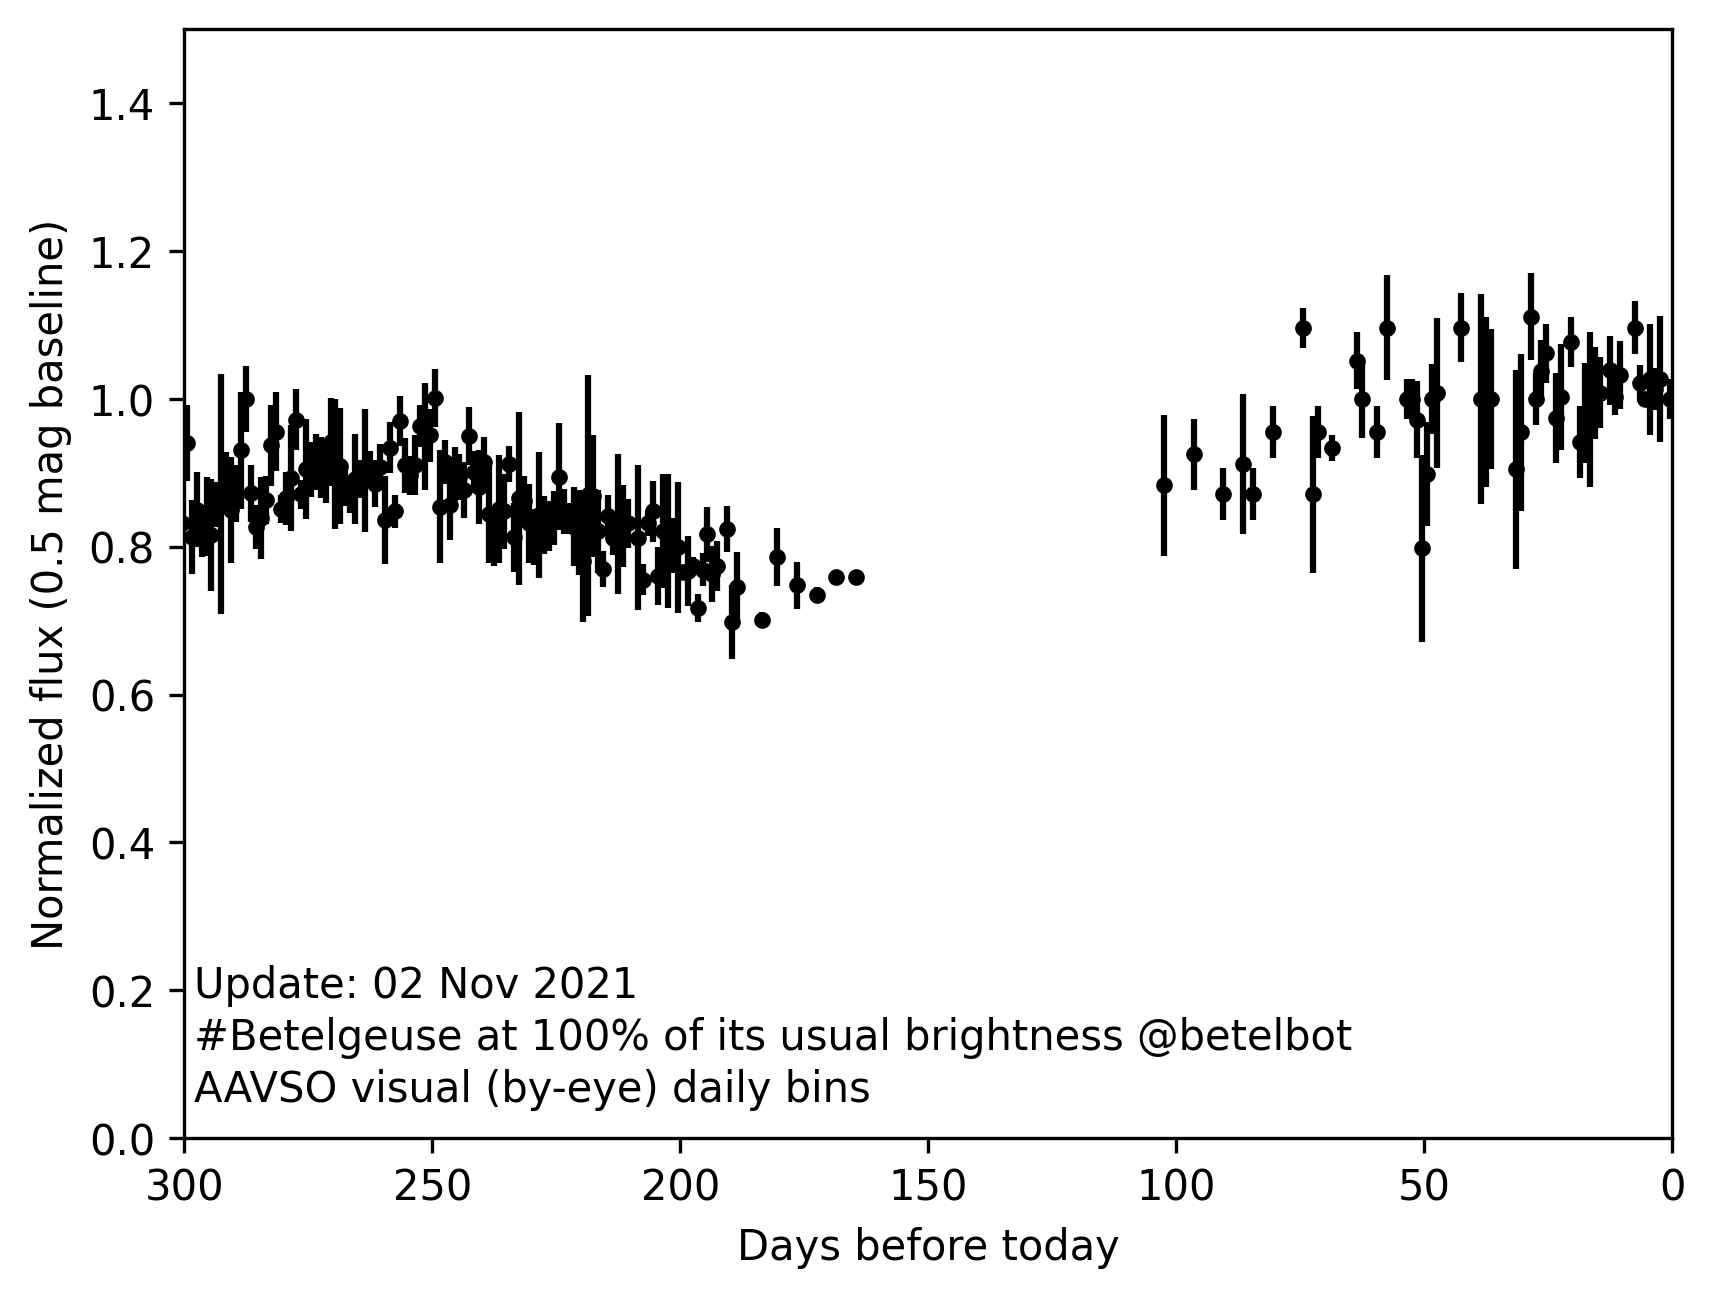 1.4
1.2
1.0
0.8
0.6
0.4
0.2
0.0
Normalized flux (0.5 mag baseline)
Update: 02 Nov 2021
#Betelgeuse at 100% of its usual brightness @betelbot
AAVSO visual (by-eye) daily bins
300 250 200 150 100 50 0
Days before today